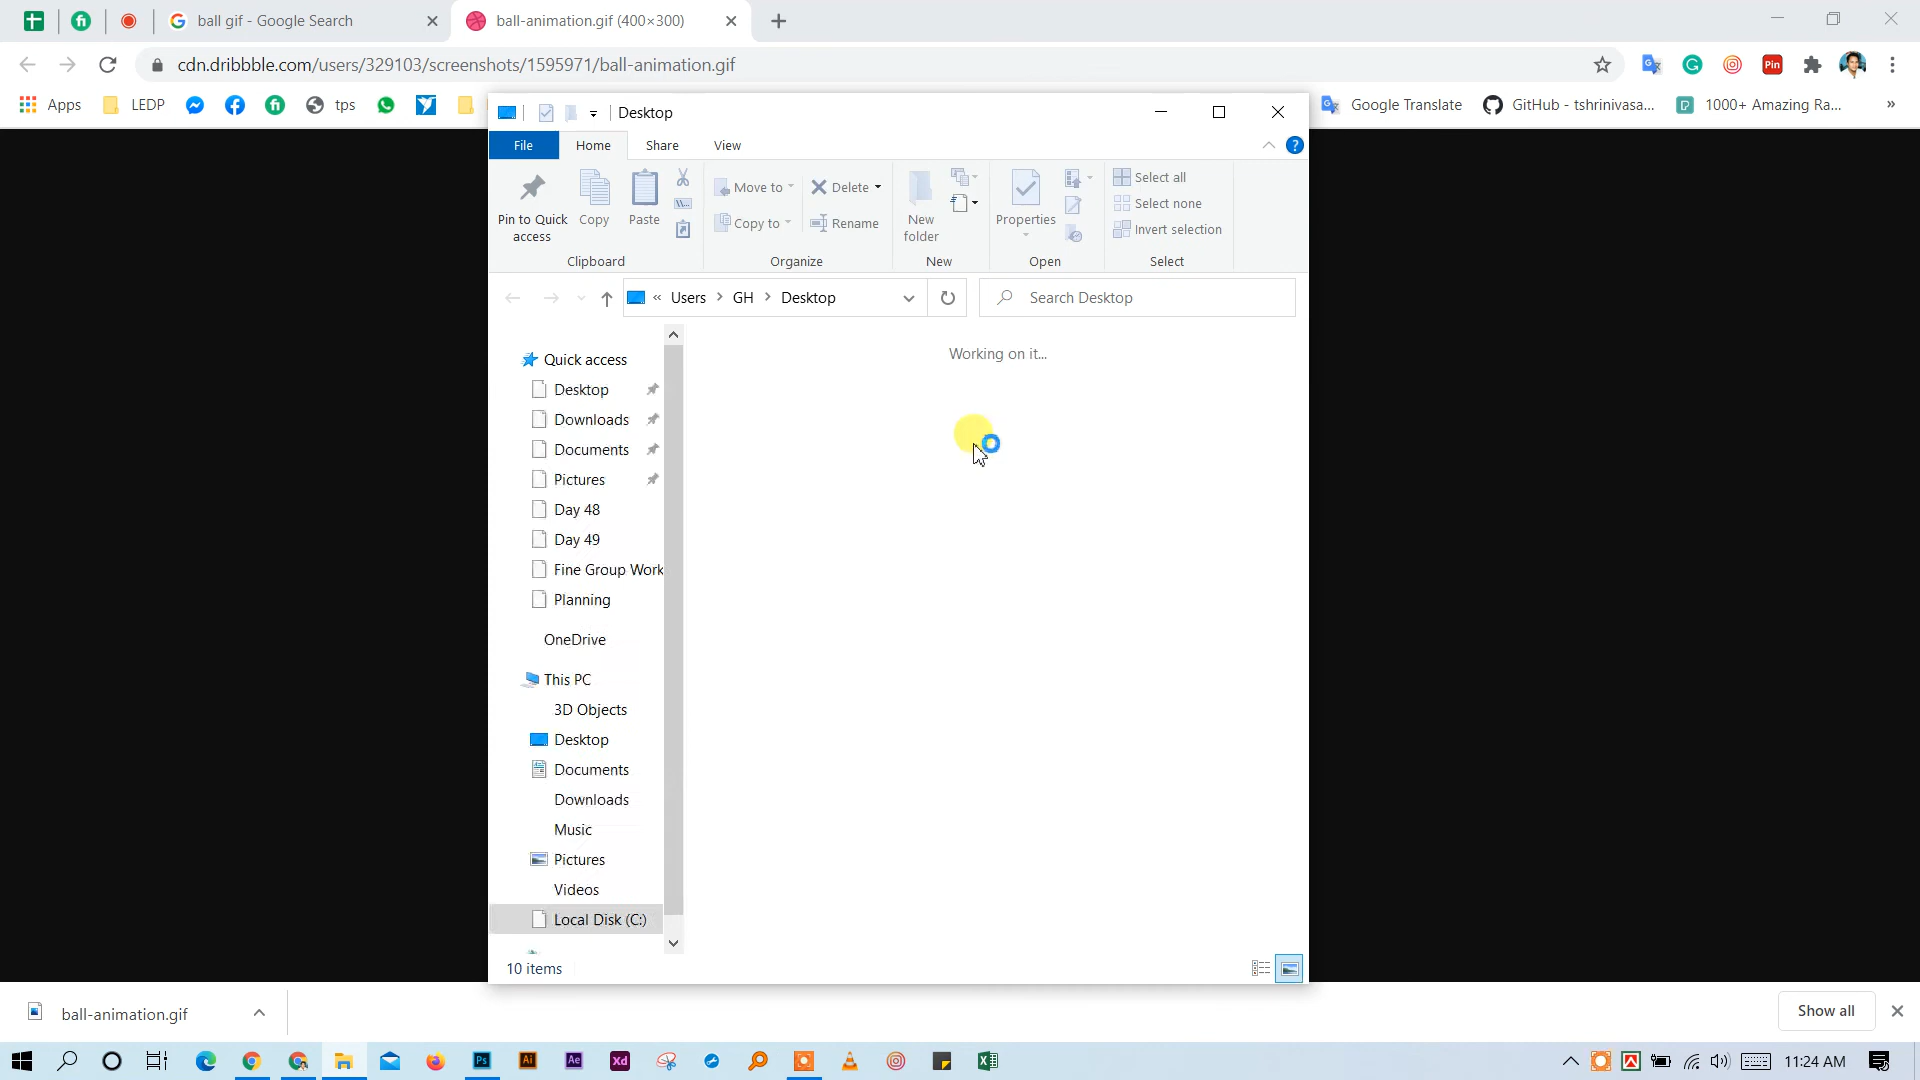 ball gif - Google Search
ball-animation.gif (400×300)
cdn.dribbble.com/users/329103/screenshots/1595971/ball-animation.gif
Pin
Apps
LEDP
tps
Google Translate
GitHub - tshrinivasa...
1000+ Amazing Ra...
»
Desktop
File
Home
Share
View
Pin to Quick access
Copy
Paste
Move to
Copy to
Delete
Rename
New folder
Properties
Select all
Select none
Invert selection
Clipboard
Organize
New
Open
Select
« Users > GH > Desktop
Search Desktop
Working on it...
Quick access
Desktop
Downloads
Documents
Pictures
Day 48
Day 49
Fine Group Work
Planning
OneDrive
This PC
3D Objects
Desktop
Documents
Downloads
Music
Pictures
Videos
Local Disk (C:)
10 items
ball-animation.gif
Show all
Ps
Ai
Ae
Xd
11:24 AM